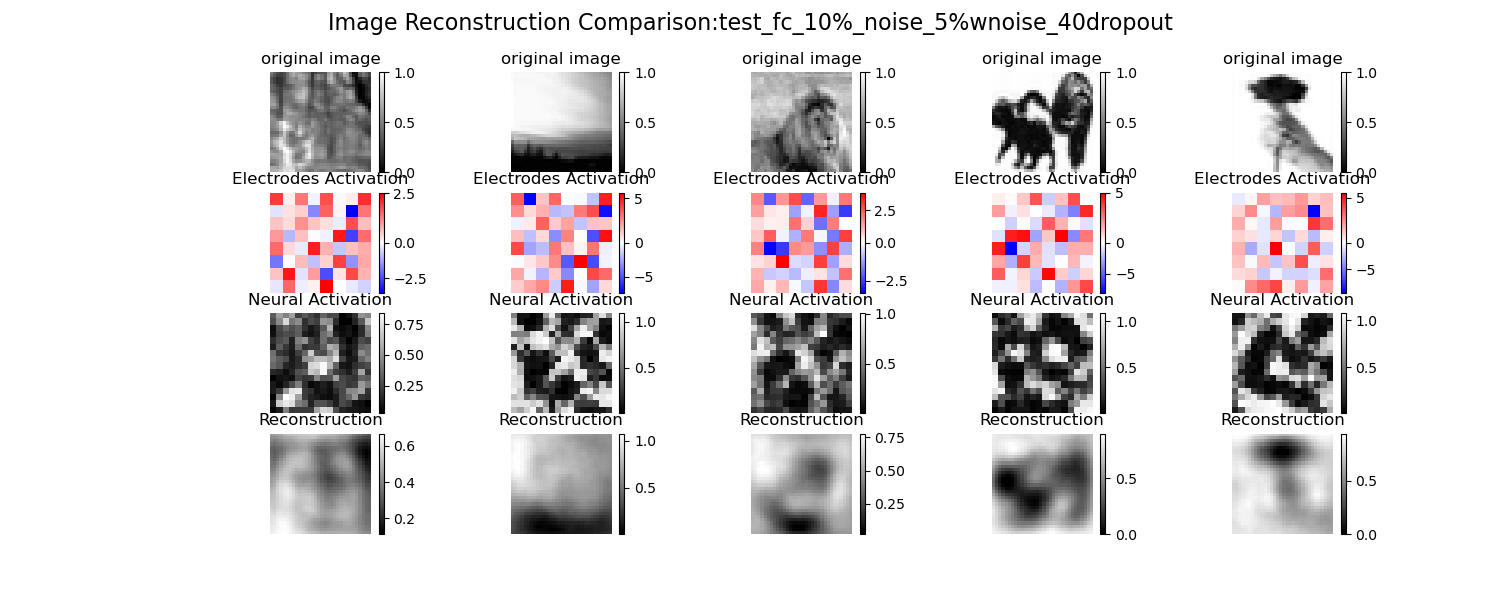 Image Reconstruction Comparison:test_fc_10%_noise_5%wnoise_40dropout
original image original image original image original image original image
1.0 1.0 1.0 1.0 1.0
0.5 0.5 0.5 0.5 0.5
0.0 0.0 0.0 0.0 0.0
Electrodes Activation Electrodes Activation Electrodes Activation Electrodes Activation Electrodes Activation
2.5 5 2.5 5 5
0.0 0 0.0 0 0
−2.5 −5 −2.5 −5 −5
Neural Activation Neural Activation Neural Activation Neural Activation Neural Activation
0.75 1.0 1.0 1.0 1.0
0.50 0.5 0.5 0.5 0.5
0.25
Reconstruction Reconstruction Reconstruction Reconstruction Reconstruction
0.6 1.0 0.75 0.5 0.5
0.4 0.5 0.50 0.0 0.0
0.2 0.25